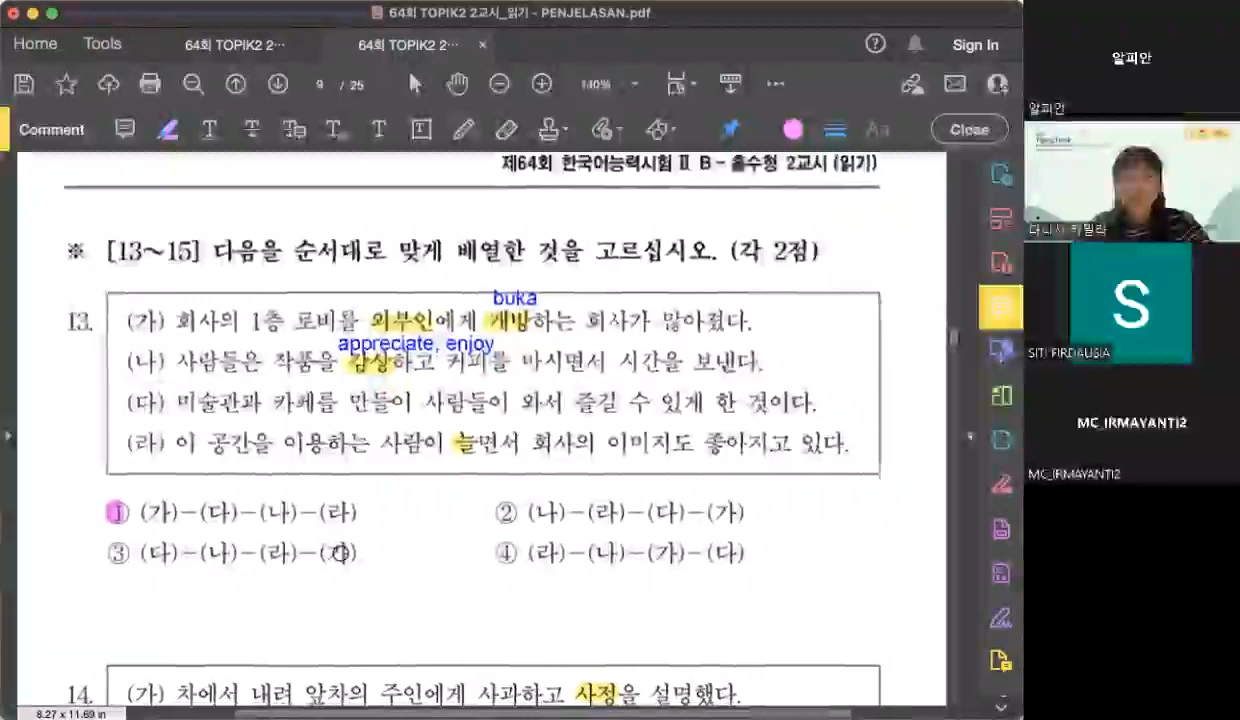 64회 TOPIK2 2교시_읽기 - PENJELASAN.pdf
Home Tools 64회 TOPIK2 2··· 64회 TOPIK2 2··· × Sign In
9 / 25 140%
Comment Aa Close
제64회 한국어능력시험 Ⅱ B - 홀수형 2교시 (읽기)
※ [13～15] 다음을 순서대로 맞게 배열한 것을 고르십시오. (각 2점)
buka
13. (가) 회사의 1층 로비를 외부인에게 개방하는 회사가 많아졌다.
appreciate, enjoy
(나) 사람들은 작품을 감상하고 커피를 마시면서 시간을 보낸다.
(다) 미술관과 카페를 만들어 사람들이 와서 즐길 수 있게 한 것이다.
(라) 이 공간을 이용하는 사람이 늘면서 회사의 이미지도 좋아지고 있다.
① (가)－(다)－(나)－(라) ② (나)－(라)－(다)－(가)
③ (다)－(나)－(라)－(가) ④ (라)－(나)－(가)－(다)
14. (가) 차에서 내려 앞차의 주인에게 사과하고 사정을 설명했다.
8.27 x 11.69 in
알피안
알피안
S
SITI FIRDAUSIA
MC_IRMAYANTI2
MC_IRMAYANTI2